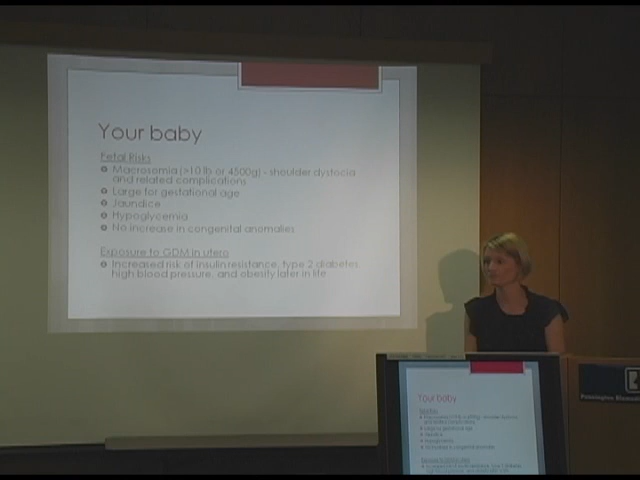 Your baby
Fetal Risks
Macrosomia (>10 lb or 4500g) - shoulder dystocia
and related complications
Large for gestational age
Jaundice
Hypoglycemia
No increase in congenital anomalies
Exposure to GDM in utero
Increased risk of insulin resistance, type 2 diabetes,
high blood pressure, and obesity later in life
Your baby
Pennington Biomedical